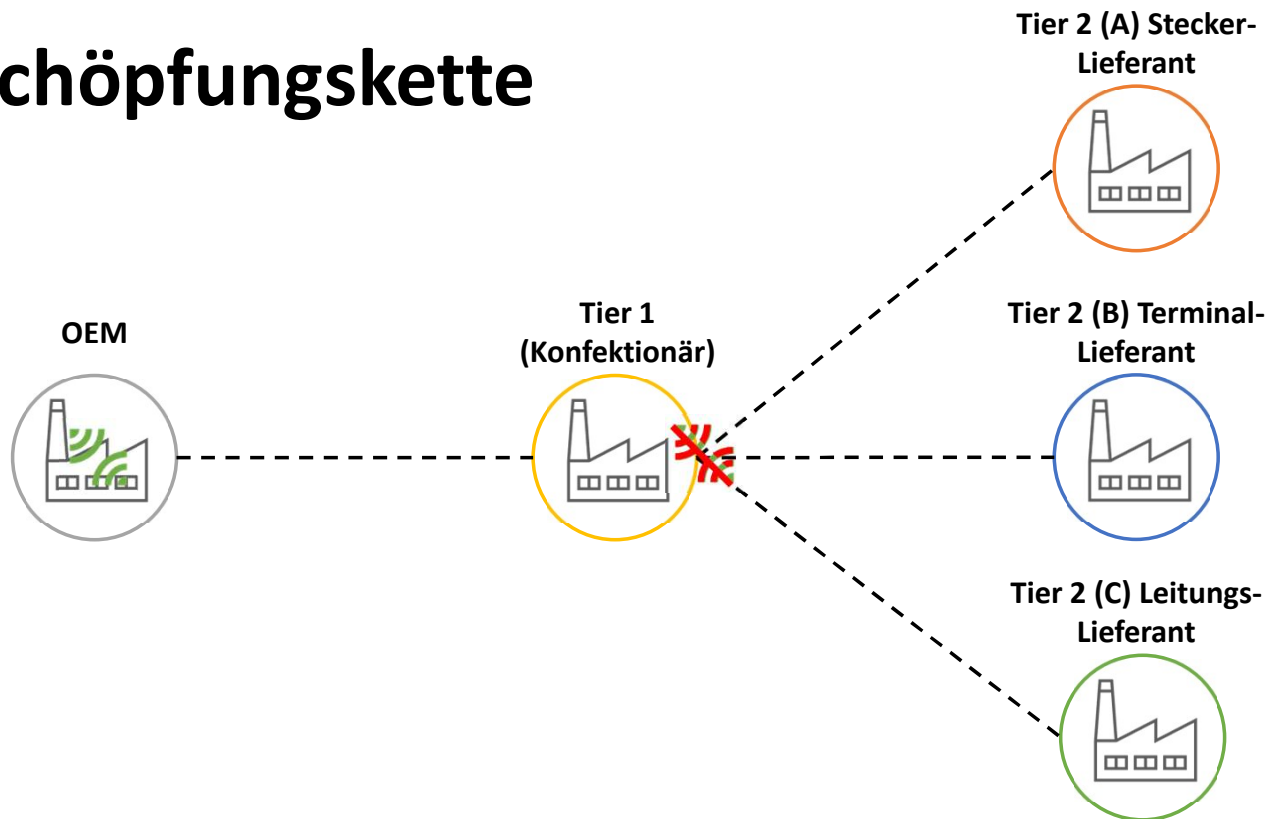 chöpfungskette
Tier 2 (A) Stecker-
Lieferant
OEM
Tier 1
(Konfektionär)
Tier 2 (B) Terminal-
Lieferant
Tier 2 (C) Leitungs-
Lieferant